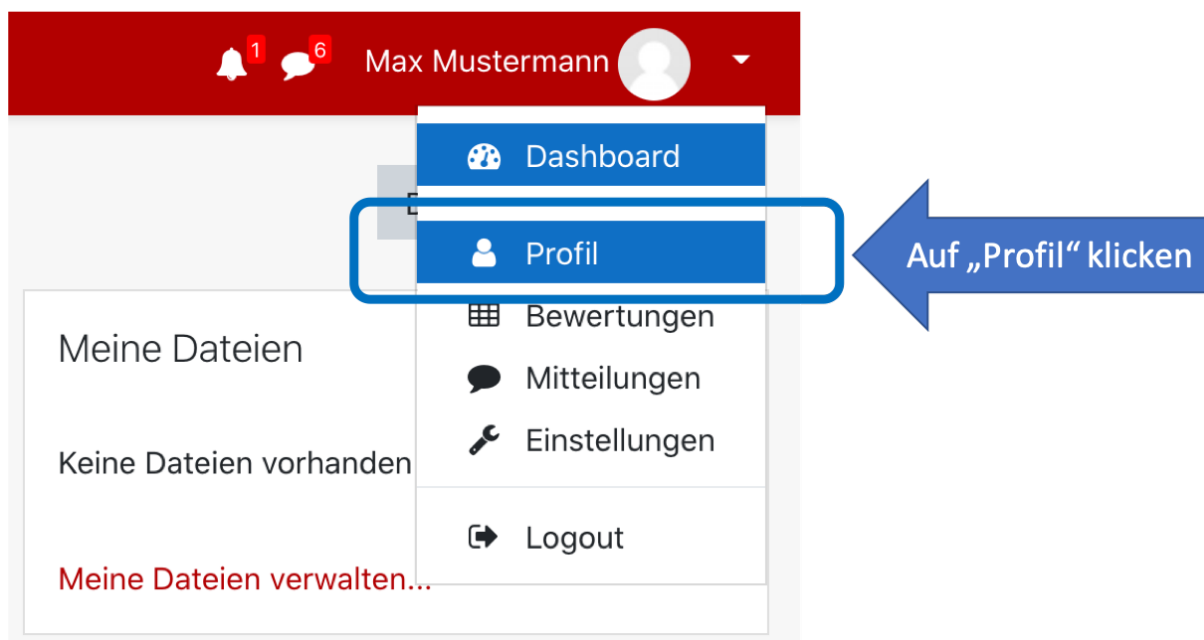 1 6 Max Mustermann
Dashboard
Profil
Auf „Profil“ klicken
Bewertungen
Meine Dateien
Mitteilungen
Einstellungen
Keine Dateien vorhanden
Logout
Meine Dateien verwalten...